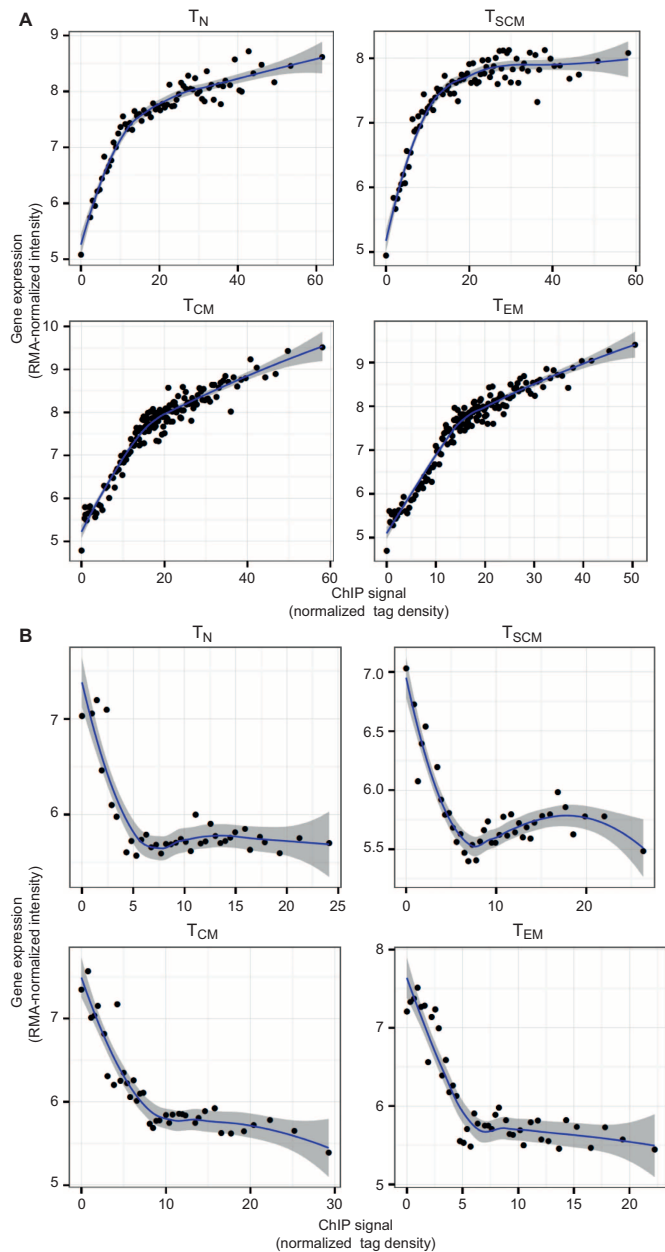 A
T_N
T_SCM
9
8
7
6
5
0 20 40 60
8
7
6
5
0 20 40 60
T_CM
T_EM
Gene expression
(RMA-normalized intensity)
10
9
8
7
6
5
0 20 40 60
9
8
7
6
5
0 10 20 30 40 50
ChIP signal
(normalized tag density)
B
T_N
T_SCM
7
6
0 5 10 15 20 25
7.0
6.5
6.0
5.5
0 10 20
T_CM
T_EM
Gene expression
(RMA-normalized intensity)
7
6
5
0 10 20 30
8
7
6
5
0 5 10 15 20
ChIP signal
(normalized tag density)